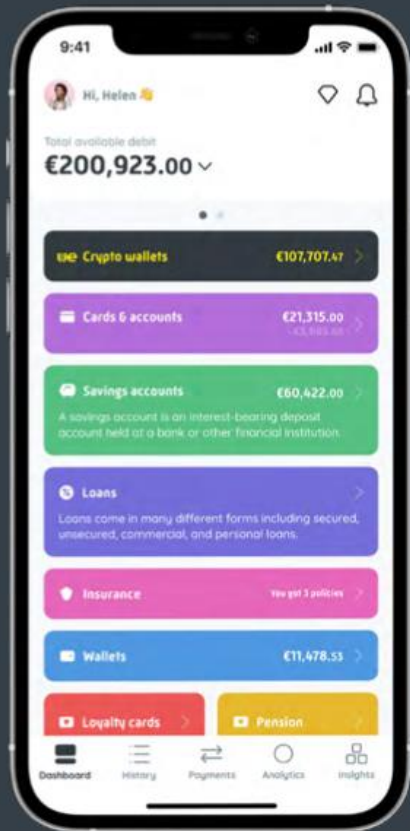 9:41
Hi, Helen 👋
Total available debit
€200,923.00
ue Crypto wallets €107,707.47
Cards & accounts €21,315.00
Savings accounts €60,422.00
A savings account is an interest-bearing deposit
account held at a bank or other financial institution.
Loans
Loans come in many different forms including secured,
unsecured, commercial, and personal loans.
Insurance You got 3 policies
Wallets €11,478.53
Loyalty cards Pension
Dashboard History Payments Analytics Insights